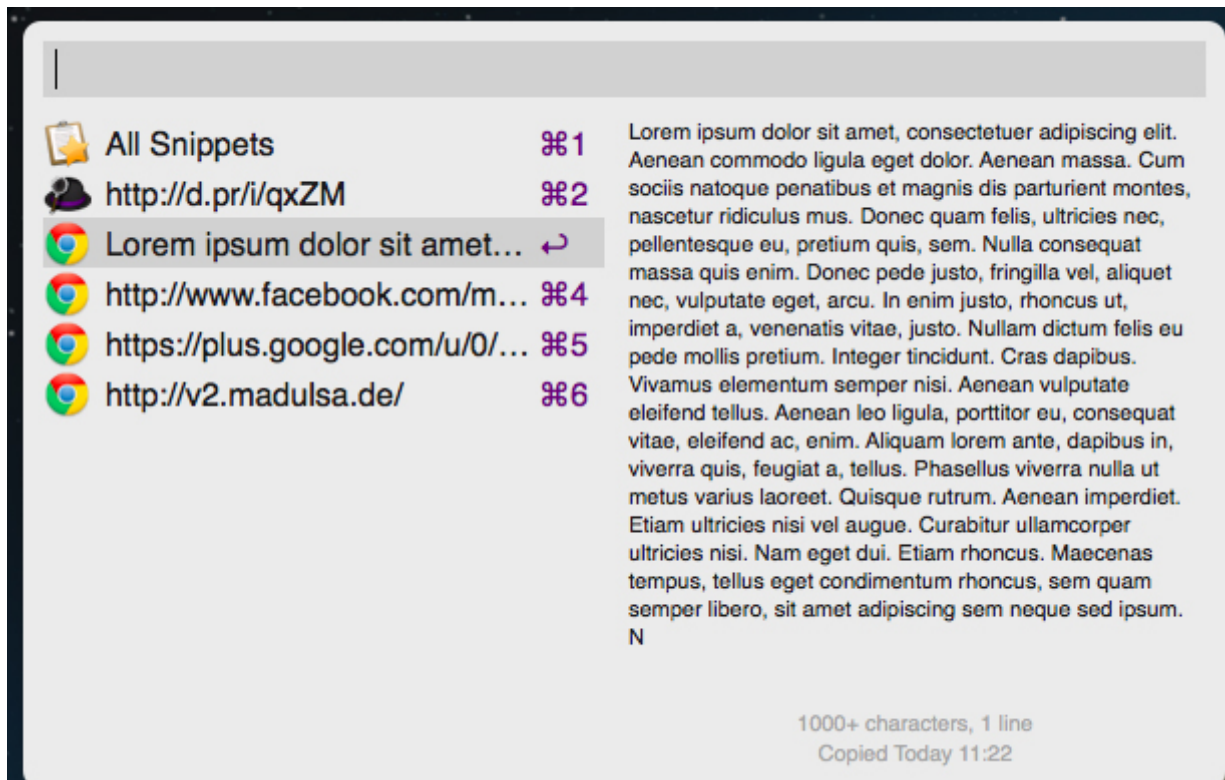 All Snippets ⌘1
http://d.pr/i/qxZM ⌘2
Lorem ipsum dolor sit amet... ↩
http://www.facebook.com/m... ⌘4
https://plus.google.com/u/0/... ⌘5
http://v2.madulsa.de/ ⌘6
Lorem ipsum dolor sit amet, consectetuer adipiscing elit.
Aenean commodo ligula eget dolor. Aenean massa. Cum
sociis natoque penatibus et magnis dis parturient montes,
nascetur ridiculus mus. Donec quam felis, ultricies nec,
pellentesque eu, pretium quis, sem. Nulla consequat
massa quis enim. Donec pede justo, fringilla vel, aliquet
nec, vulputate eget, arcu. In enim justo, rhoncus ut,
imperdiet a, venenatis vitae, justo. Nullam dictum felis eu
pede mollis pretium. Integer tincidunt. Cras dapibus.
Vivamus elementum semper nisi. Aenean vulputate
eleifend tellus. Aenean leo ligula, porttitor eu, consequat
vitae, eleifend ac, enim. Aliquam lorem ante, dapibus in,
viverra quis, feugiat a, tellus. Phasellus viverra nulla ut
metus varius laoreet. Quisque rutrum. Aenean imperdiet.
Etiam ultricies nisi vel augue. Curabitur ullamcorper
ultricies nisi. Nam eget dui. Etiam rhoncus. Maecenas
tempus, tellus eget condimentum rhoncus, sem quam
semper libero, sit amet adipiscing sem neque sed ipsum.
N
1000+ characters, 1 line
Copied Today 11:22